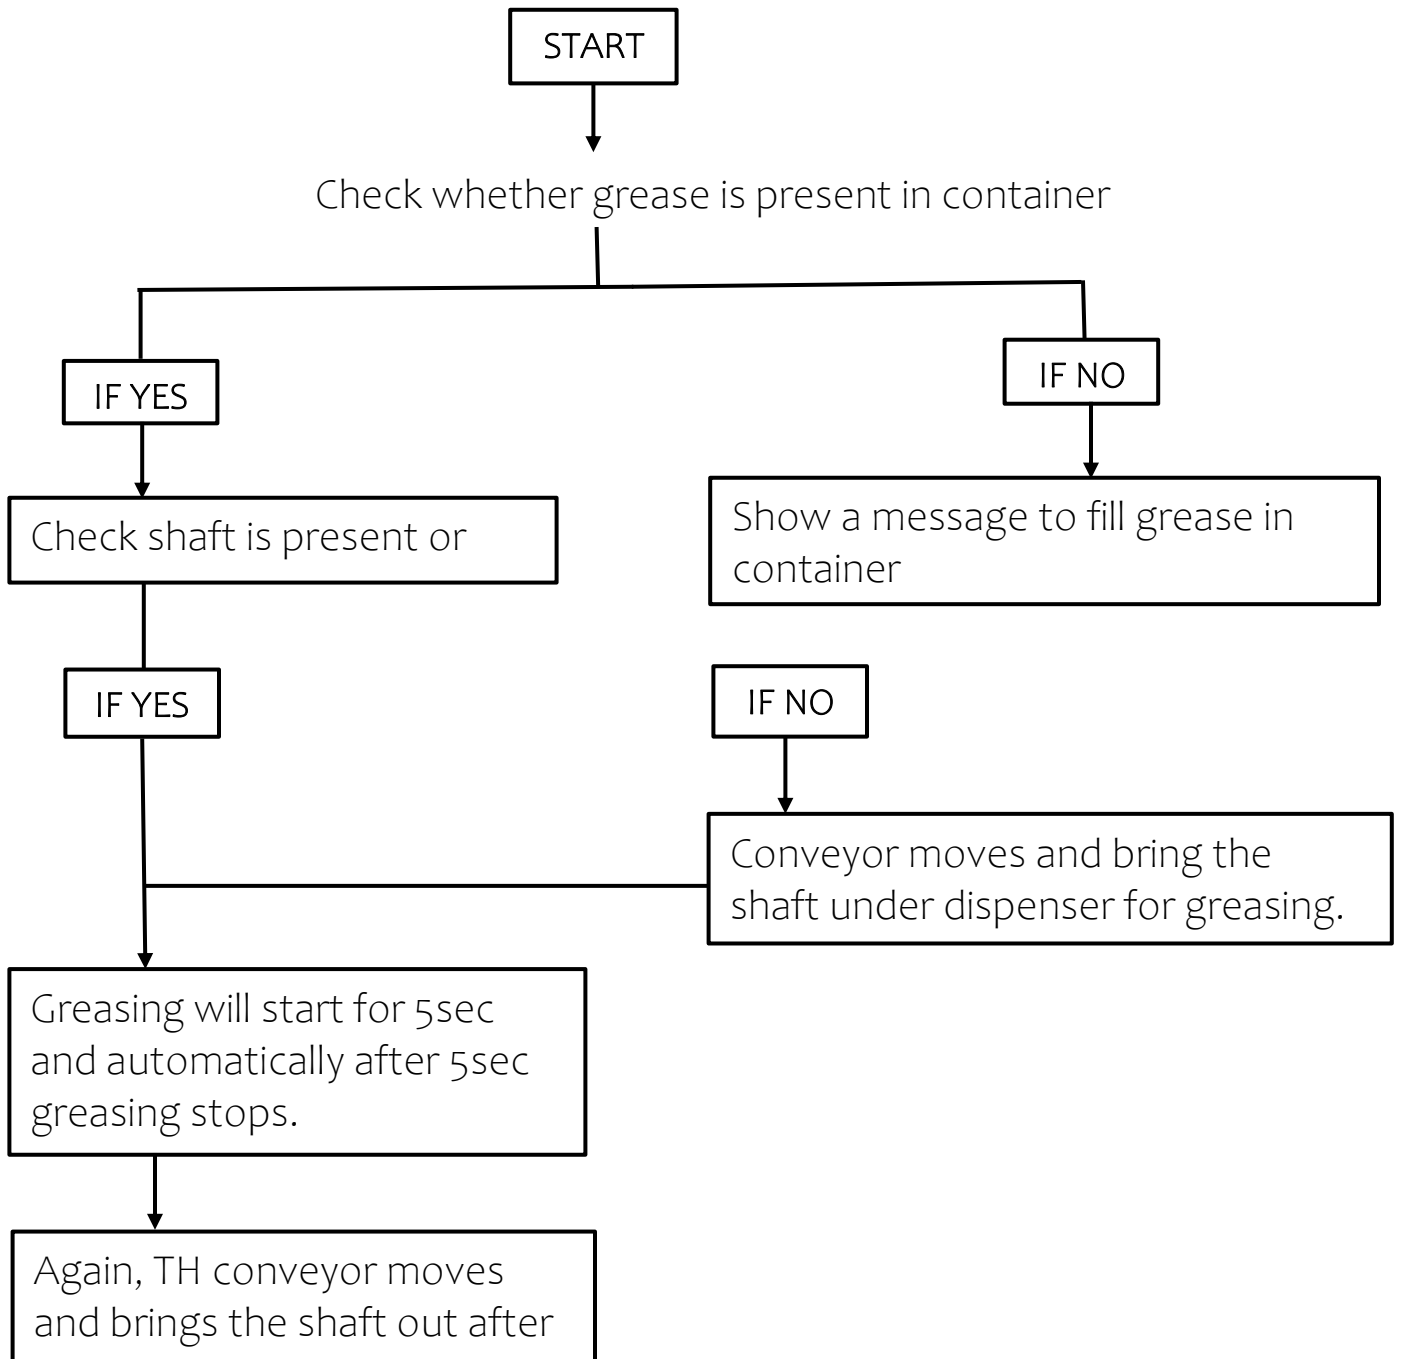 START
Check whether grease is present in container
IF YES
IF NO
Check shaft is present or
Show a message to fill grease in
container
IF YES
IF NO
Conveyor moves and bring the
shaft under dispenser for greasing.
Greasing will start for 5sec
and automatically after 5sec
greasing stops.
Again, TH conveyor moves
and brings the shaft out after